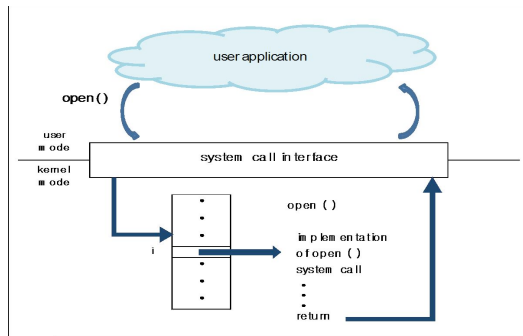 user application
open()
user
mode
system call interface
kernel
mode
open ()
i
implementation
of open ()
system call
return